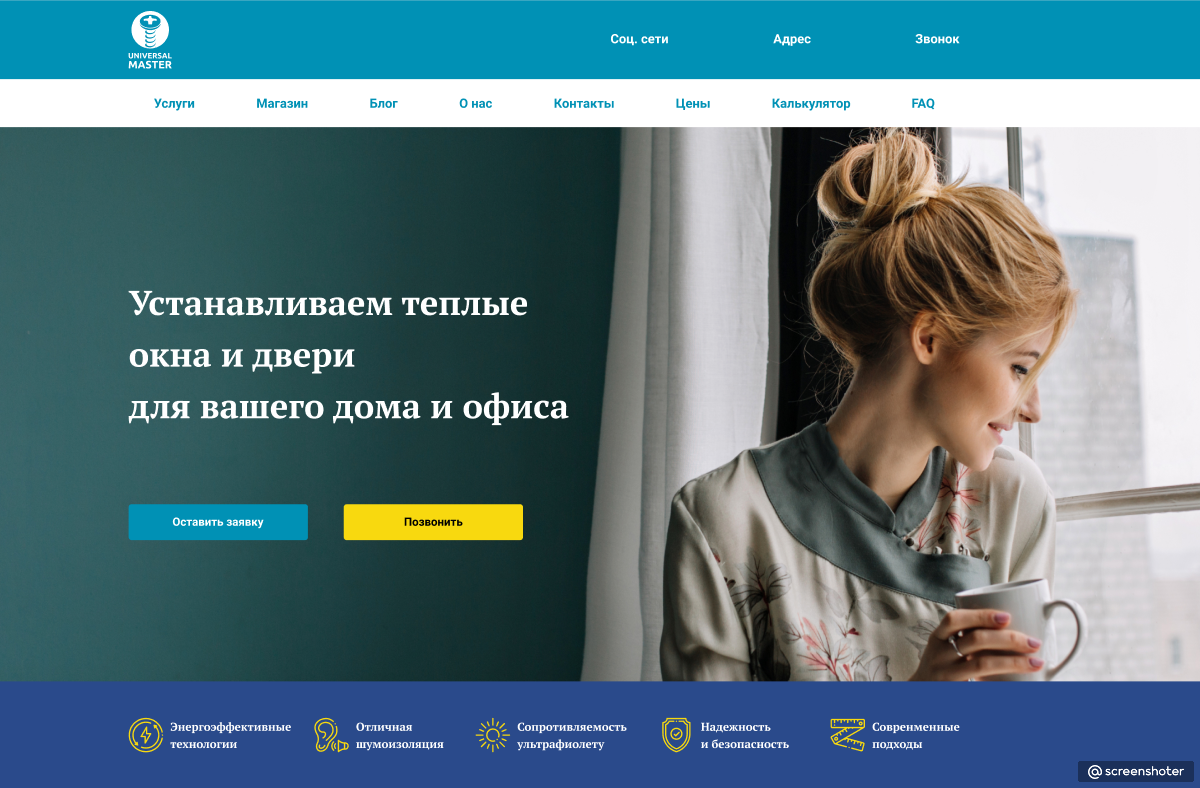 UNIVERSAL
MASTER
Соц. сети
Адрес
Звонок
Услуги
Магазин
Блог
О нас
Контакты
Цены
Калькулятор
FAQ
Устанавливаем теплые
окна и двери
для вашего дома и офиса
Оставить заявку
Позвонить
Энергоэффективные
технологии
Отличная
шумоизоляция
Сопротивляемость
ультрафиолету
Надежность
и безопасность
Совренменные
подходы
@screenshoter